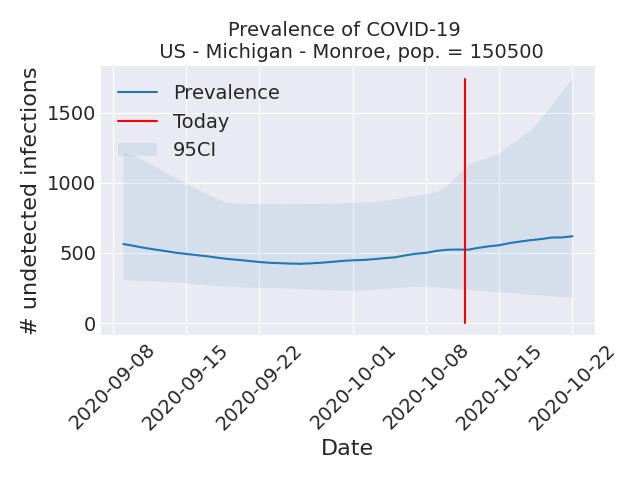 Prevalence of COVID-19
US - Michigan - Monroe, pop. = 150500
# undetected infections
1500
1000
500
0
Prevalence
Today
95CI
2020-09-08
2020-09-15
2020-09-22
2020-10-01
2020-10-08
2020-10-15
2020-10-22
Date